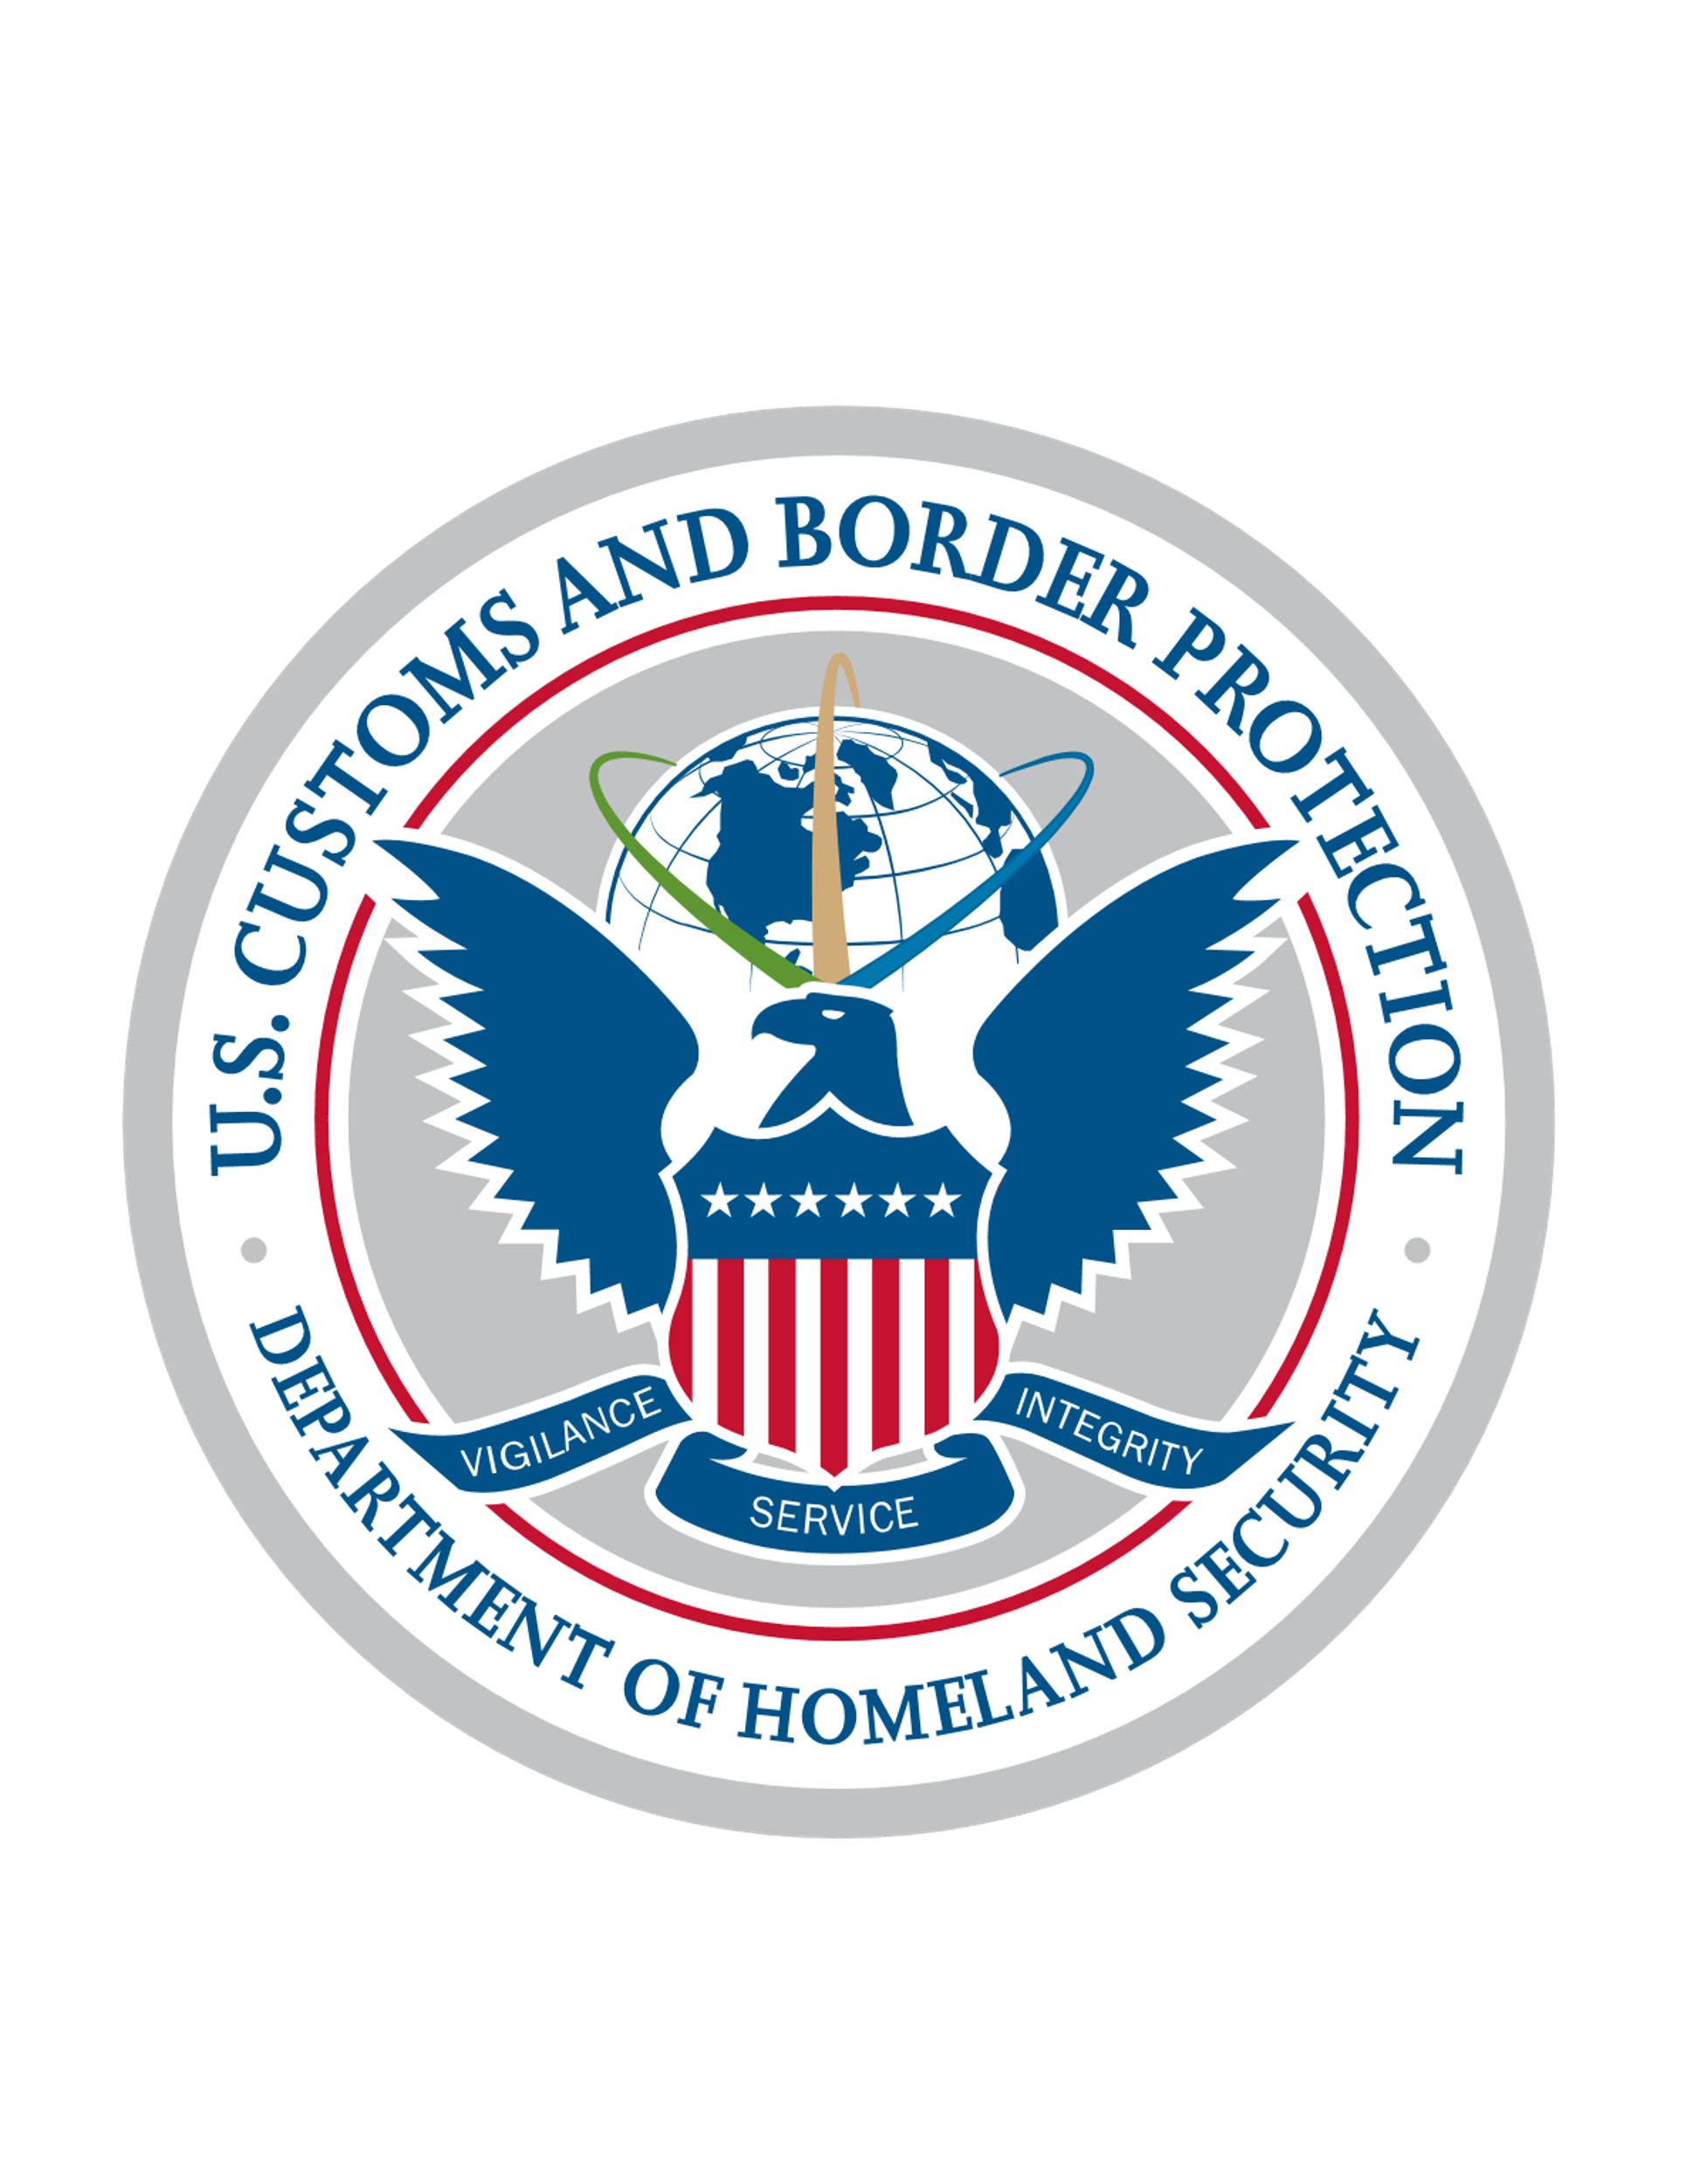 U.S. CUSTOMS AND BORDER PROTECTION
VIGILANCE
INTEGRITY
SERVICE
DEPARTMENT OF HOMELAND SECURITY